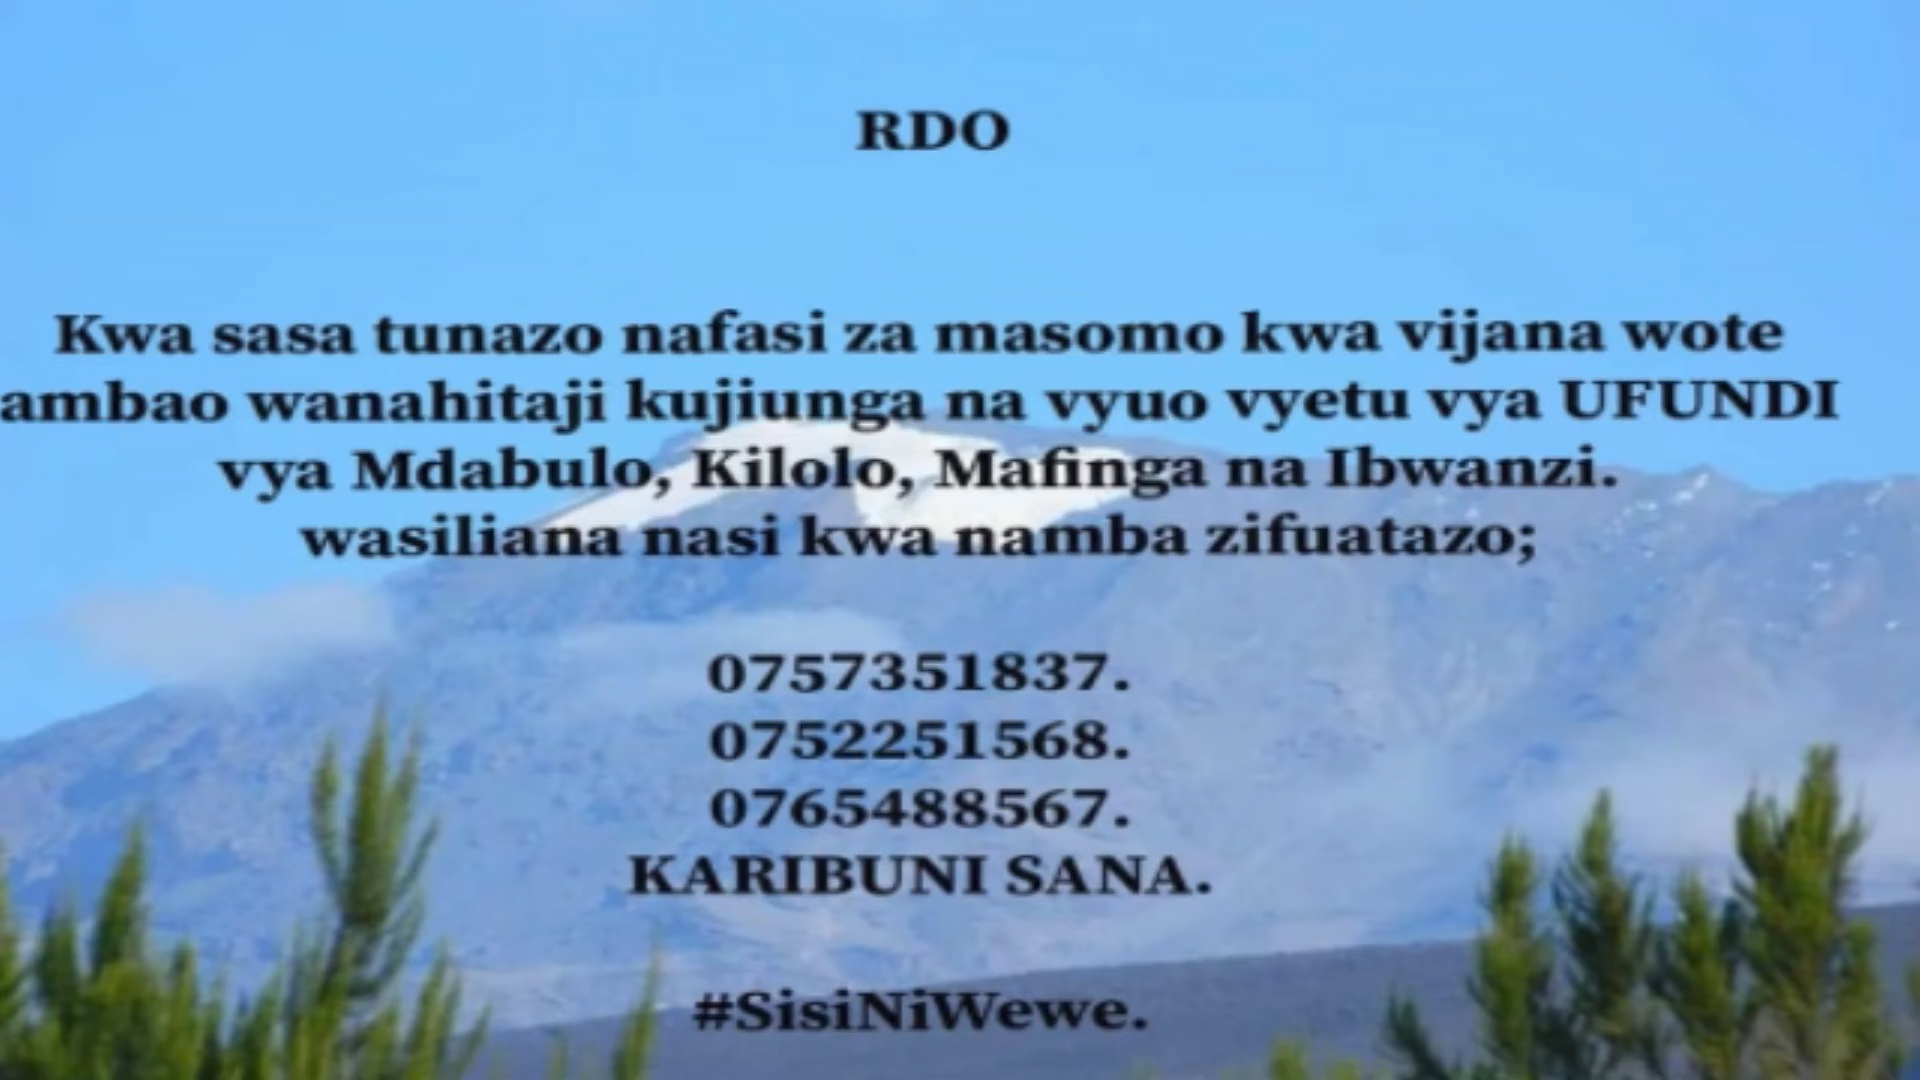 RDO
Kwa sasa tunazo nafasi za masomo kwa vijana wote
ambao wanahitaji kujiunga na vyuo vyetu vya UFUNDI
vya Mdabulo, Kilolo, Mafinga na Ibwanzi.
wasiliana nasi kwa namba zifuatazo;
0757351837.
0752251568.
0765488567.
KARIBUNI SANA.
#SisiNiWewe.